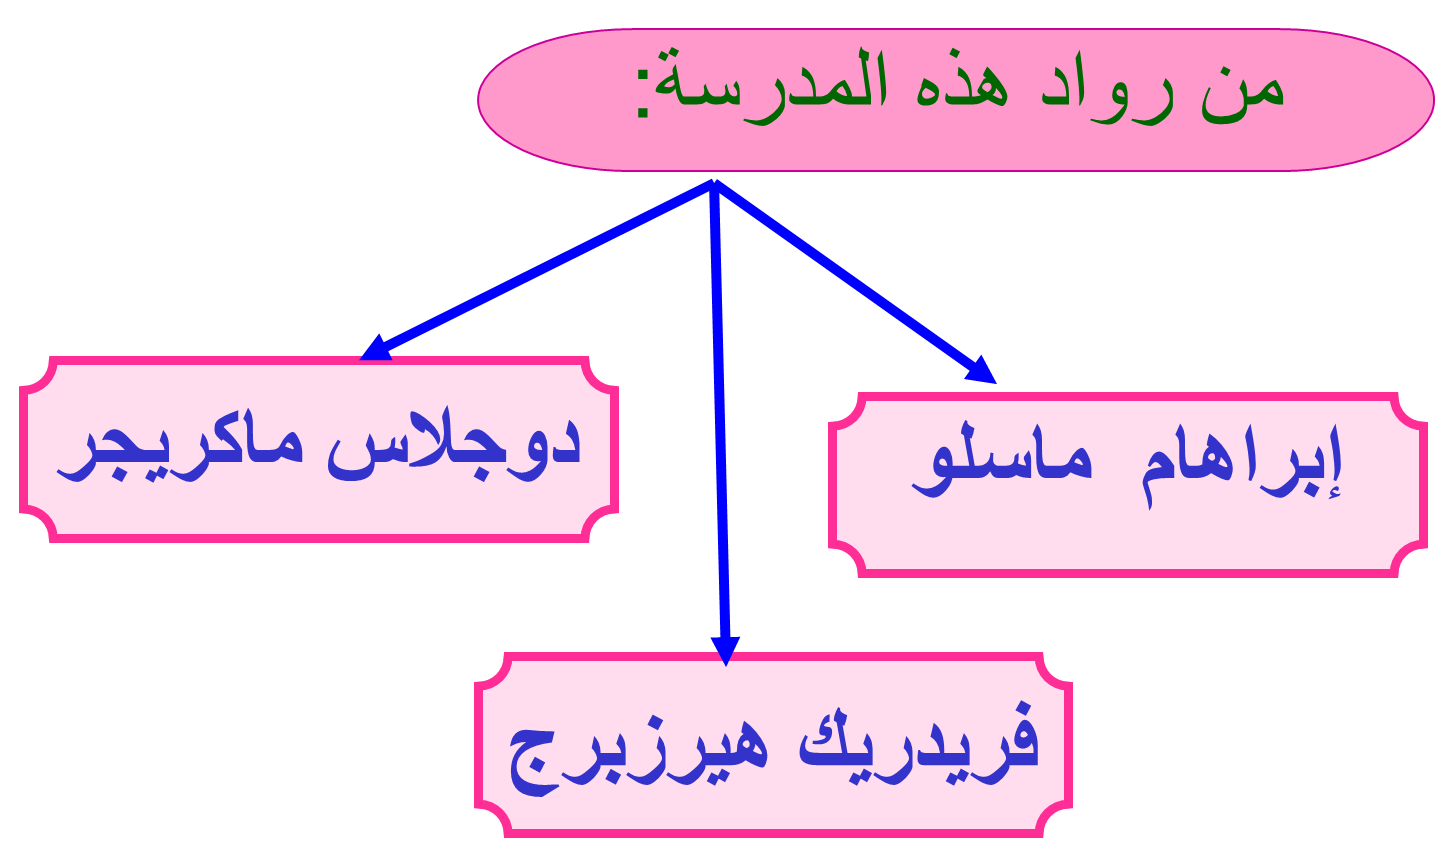 من رواد هذه المدرسة:
إبراهام ماسلو
دوجلاس ماكريجر
فريدريك هيرزبرج